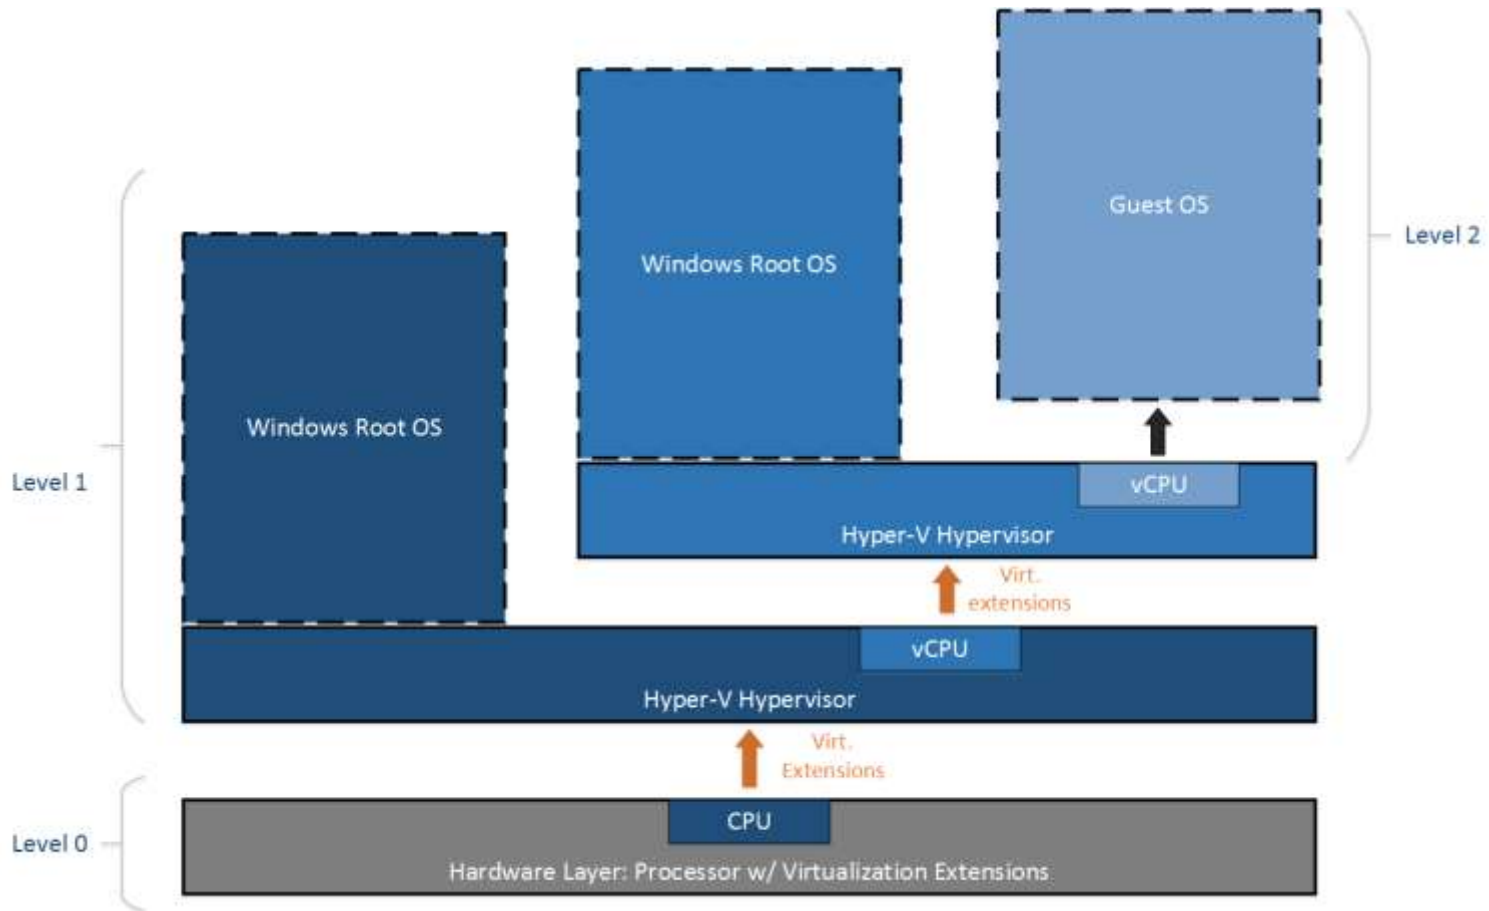 Guest OS
Level 2
Windows Root OS
Windows Root OS
Level 1
vCPU
Hyper-V Hypervisor
Virt.
extensions
vCPU
Hyper-V Hypervisor
Virt.
Extensions
CPU
Level 0
Hardware Layer: Processor w/ Virtualization Extensions